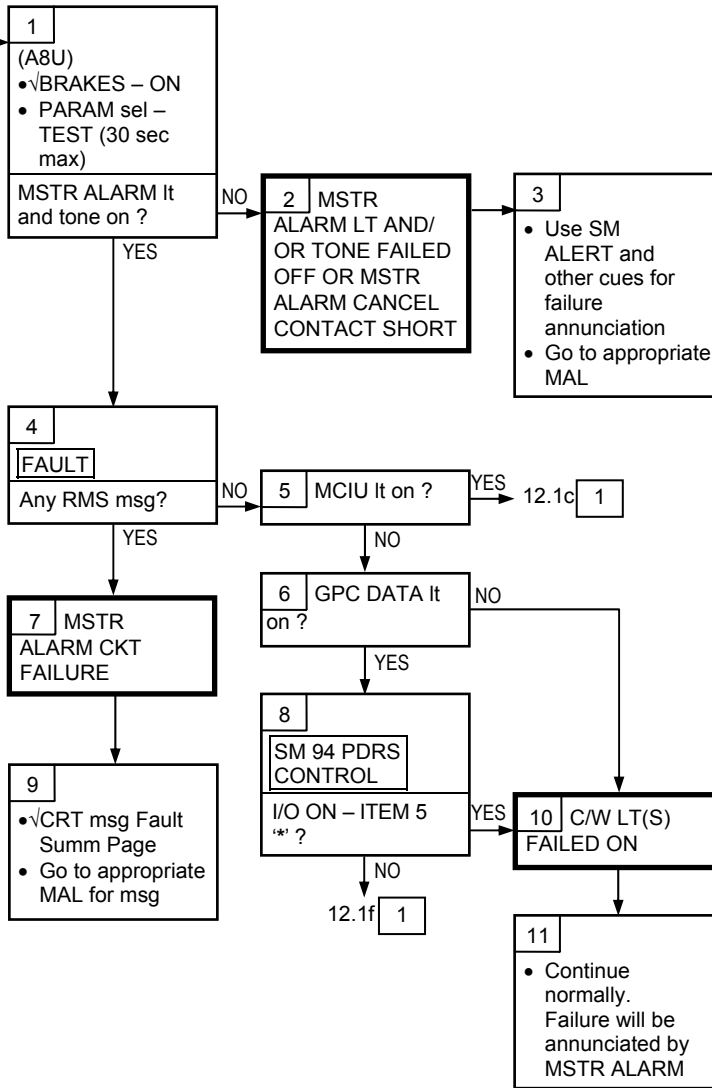 1
(A8U)
•√BRAKES – ON
• PARAM sel –
TEST (30 sec
max)
MSTR ALARM lt
and tone on ?
NO
YES
2 MSTR
ALARM LT AND/
OR TONE FAILED
OFF OR MSTR
ALARM CANCEL
CONTACT SHORT
3
• Use SM
ALERT and
other cues for
failure
annunciation
• Go to appropriate
MAL
4
FAULT
Any RMS msg?
NO
YES
5 MCIU lt on ?
YES
12.1c 1
NO
6 GPC DATA lt
on ?
NO
YES
7 MSTR
ALARM CKT
FAILURE
8
SM 94 PDRS
CONTROL
I/O ON – ITEM 5
‘*’ ?
YES
NO
12.1f 1
9
•√CRT msg Fault
Summ Page
• Go to appropriate
MAL for msg
10 C/W LT(S)
FAILED ON
11
• Continue
normally.
Failure will be
annunciated by
MSTR ALARM